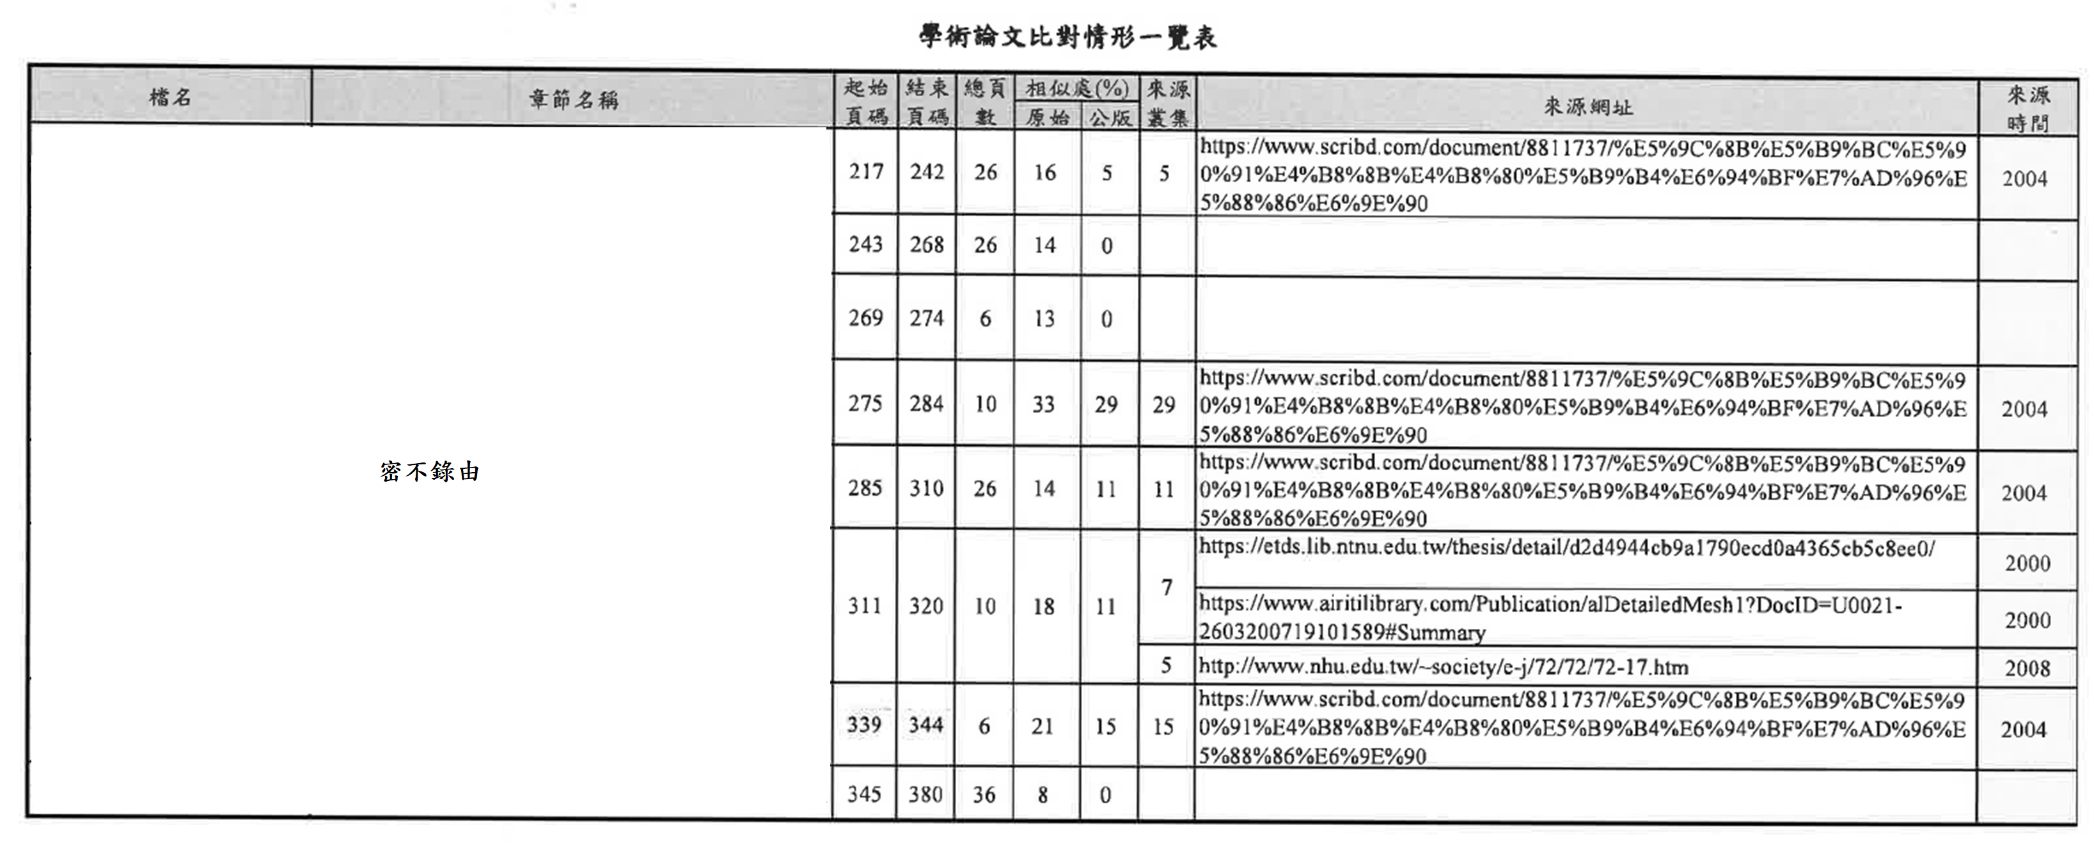 學術論文比對情形一覽表
檔名 章節名稱 起始頁碼 結束頁碼 總頁數 相似處(%) 原始 公版 來源叢集 來源網址 來源時間
密不錄由
217 242 26 16 5 5 https://www.scribd.com/document/8811737/%E5%9C%8B%E5%B9%BC%E5%9
0%91%E4%B8%8B%E4%B8%80%E5%B9%B4%E6%94%BF%E7%AD%96%E
5%88%86%E6%9E%90 2004
243 268 26 14 0
269 274 6 13 0
275 284 10 33 29 29 https://www.scribd.com/document/8811737/%E5%9C%8B%E5%B9%BC%E5%9
0%91%E4%B8%8B%E4%B8%80%E5%B9%B4%E6%94%BF%E7%AD%96%E
5%88%86%E6%9E%90 2004
285 310 26 14 11 11 https://www.scribd.com/document/8811737/%E5%9C%8B%E5%B9%BC%E5%9
0%91%E4%B8%8B%E4%B8%80%E5%B9%B4%E6%94%BF%E7%AD%96%E
5%88%86%E6%9E%90 2004
311 320 10 18 11 7 https://etds.lib.ntnu.edu.tw/thesis/detail/d2d4944cb9a1790ecd0a4365cb5c8ee0/ 2000
https://www.airitilibrary.com/Publication/alDetailedMesh1?DocID=U0021-
2603200719101589#Summary 2000
5 http://www.nhu.edu.tw/~society/e-j/72/72/72-17.htm 2008
339 344 6 21 15 15 https://www.scribd.com/document/8811737/%E5%9C%8B%E5%B9%BC%E5%9
0%91%E4%B8%8B%E4%B8%80%E5%B9%B4%E6%94%BF%E7%AD%96%E
5%88%86%E6%9E%90 2004
345 380 36 8 0